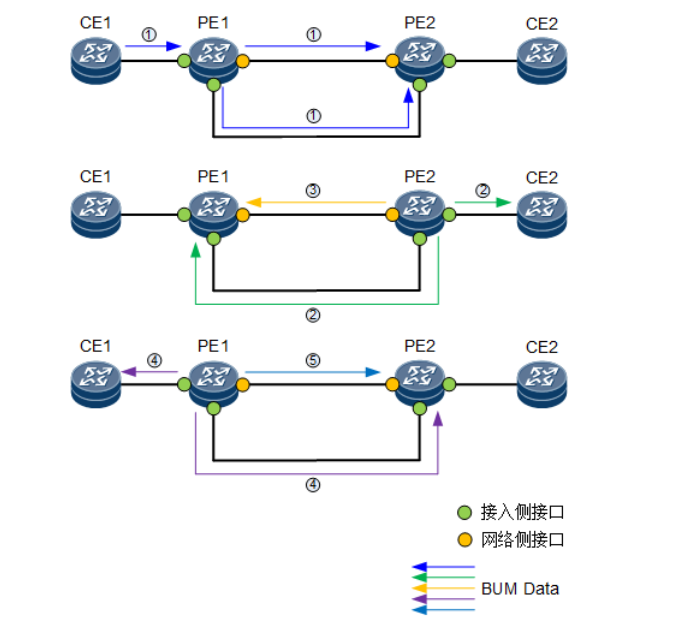 CE1 PE1 PE2 CE2
① ①
①
CE1 PE1 PE2 CE2
③ ②
②
CE1 PE1 PE2 CE2
④ ⑤
④
接入侧接口
网络侧接口
BUM Data